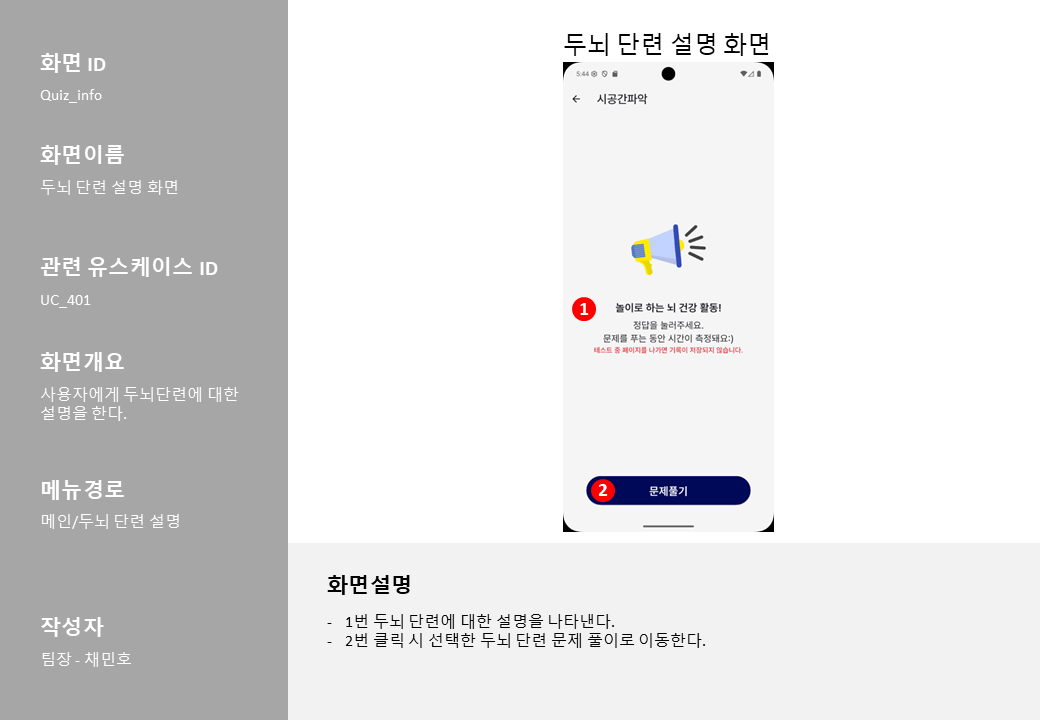 화면 ID
Quiz_info
화면이름
두뇌 단련 설명 화면
관련 유스케이스 ID
UC_401
화면개요
사용자에게 두뇌단련에 대한
설명을 한다.
메뉴경로
메인/두뇌 단련 설명
작성자
팀장 - 채민호
두뇌 단련 설명 화면
5:44
시공간파악
1
놀이로 하는 뇌 건강 활동!
정답을 눌러주세요.
문제를 푸는 동안 시간이 측정돼요:)
테스트 중 페이지를 나가면 기록이 저장되지 않습니다.
2 문제풀기
화면설명
- 1번 두뇌 단련에 대한 설명을 나타낸다.
- 2번 클릭 시 선택한 두뇌 단련 문제 풀이로 이동한다.